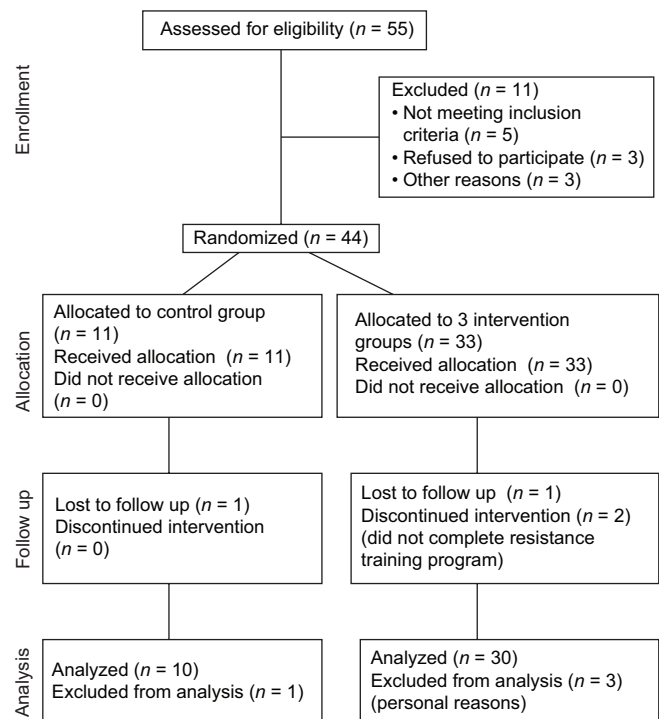 Enrollment
Assessed for eligibility (n = 55)
Excluded (n = 11)
• Not meeting inclusion
criteria (n = 5)
• Refused to participate (n = 3)
• Other reasons (n = 3)
Randomized (n = 44)
Allocation
Allocated to control group
(n = 11)
Received allocation (n = 11)
Did not receive allocation
(n = 0)
Allocated to 3 intervention
groups (n = 33)
Received allocation (n = 33)
Did not receive allocation (n = 0)
Follow up
Lost to follow up (n = 1)
Discontinued intervention
(n = 0)
Lost to follow up (n = 1)
Discontinued intervention (n = 2)
(did not complete resistance
training program)
Analysis
Analyzed (n = 10)
Excluded from analysis (n = 1)
Analyzed (n = 30)
Excluded from analysis (n = 3)
(personal reasons)